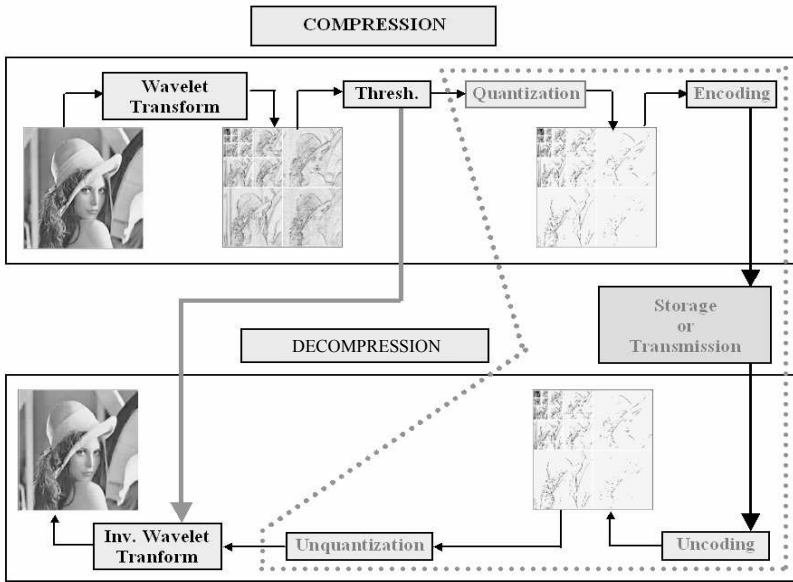 COMPRESSION
Wavelet
Transform
Thresh.
Quantization
Encoding
Storage
or
Transmission
DECOMPRESSION
Inv. Wavelet
Tranform
Unquantization
Uncoding